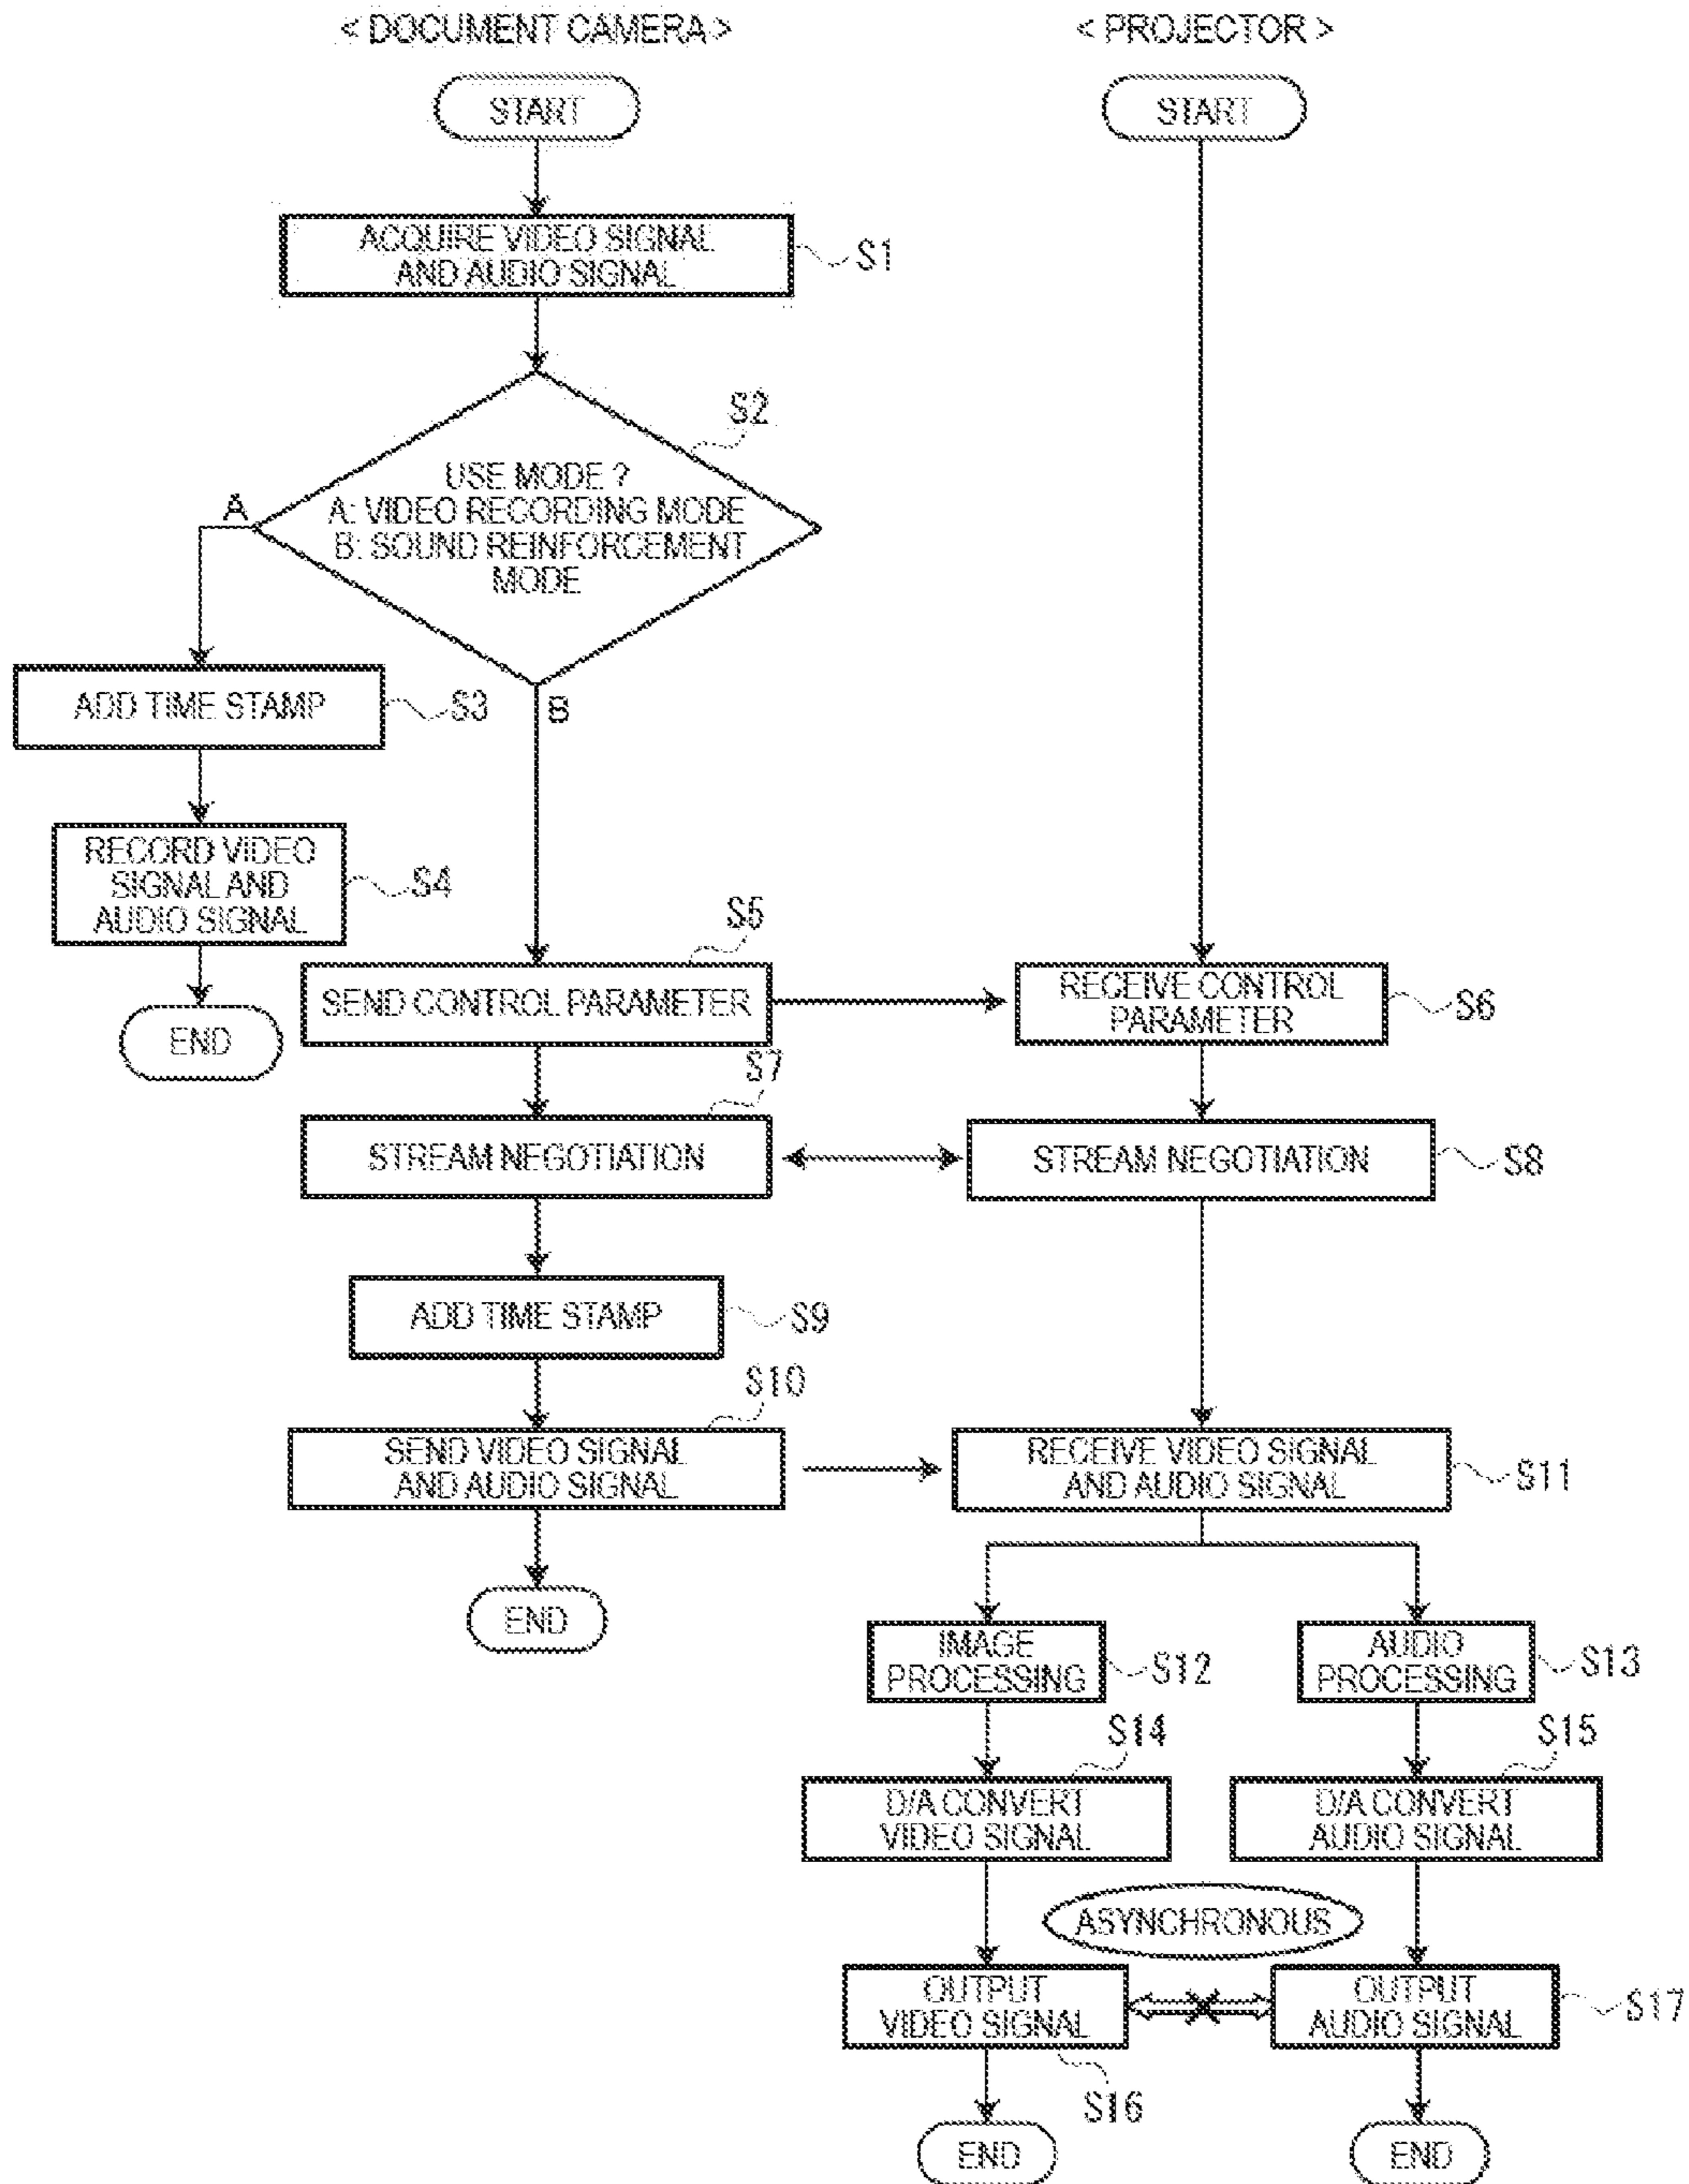 < DOCUMENT CAMERA >
< PROJECTOR >
START
START
ACQUIRE VIDEO SIGNAL
AND AUDIO SIGNAL
S1
S2
USE MODE ?
A: VIDEO RECORDING MODE
B: SOUND REINFORCEMENT
MODE
A
B
ADD TIME STAMP
S3
RECORD VIDEO
SIGNAL AND
AUDIO SIGNAL
S4
END
S5
SEND CONTROL PARAMETER
RECEIVE CONTROL
PARAMETER
S6
S7
STREAM NEGOTIATION
STREAM NEGOTIATION
S8
ADD TIME STAMP
S9
S10
SEND VIDEO SIGNAL
AND AUDIO SIGNAL
RECEIVE VIDEO SIGNAL
AND AUDIO SIGNAL
S11
END
IMAGE
PROCESSING
S12
AUDIO
PROCESSING
S13
S14
D/A CONVERT
VIDEO SIGNAL
S15
D/A CONVERT
AUDIO SIGNAL
ASYNCHRONOUS
OUTPUT
VIDEO SIGNAL
S16
OUTPUT
AUDIO SIGNAL
S17
END
END